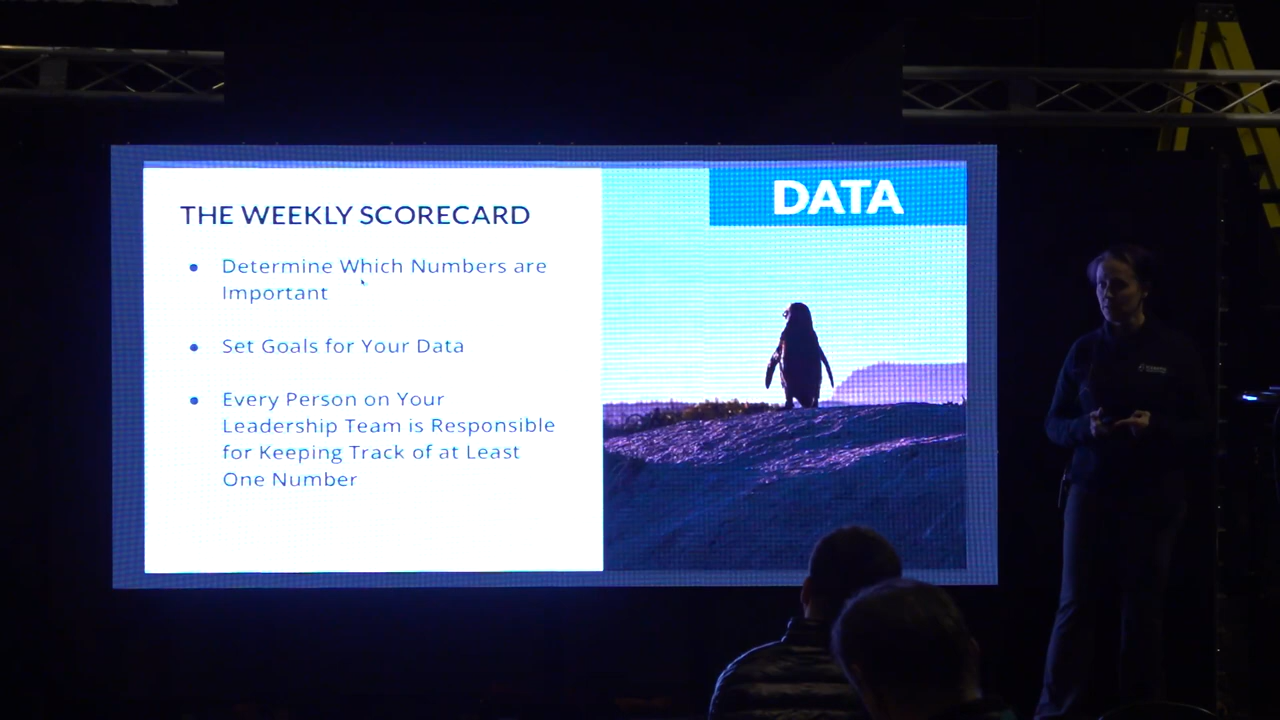 THE WEEKLY SCORECARD
DATA
● Determine Which Numbers are
Important
● Set Goals for Your Data
● Every Person on Your
Leadership Team is Responsible
for Keeping Track of at Least
One Number